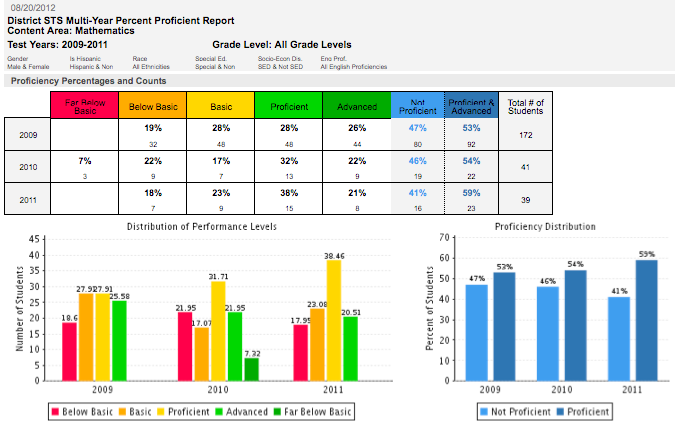 08/20/2012
District STS Multi-Year Percent Proficient Report
Content Area: Mathematics
Test Years: 2009-2011 Grade Level: All Grade Levels
Gender Is Hispanic Race Special Ed. Socio-Econ Dis. Eng Prof.
Male & Female Hispanic & Non All Ethnicities Special & Non SED & Not SED All English Proficiencies
Proficiency Percentages and Counts
Far Below Basic Below Basic Basic Proficient Advanced Not Proficient Proficient & Advanced Total # of Students
2009 19% 28% 28% 26% 47% 53% 172
32 48 48 44 80 92
2010 7% 22% 17% 32% 22% 46% 54% 41
3 9 7 13 9 19 22
2011 18% 23% 38% 21% 41% 59% 39
7 9 15 8 16 23
Distribution of Performance Levels
Number of Students
45
40
35
30
25
20
15
10
5
0
18.6 27.91 27.91 25.58
21.95 17.07 31.71 21.95 7.32
17.95 23.08 38.46 20.51
2009 2010 2011
Below Basic Basic Proficient Advanced Far Below Basic
Proficiency Distribution
Percent of Students
70
60
50
40
30
20
10
0
47% 53% 46% 54% 41% 59%
2009 2010 2011
Not Proficient Proficient